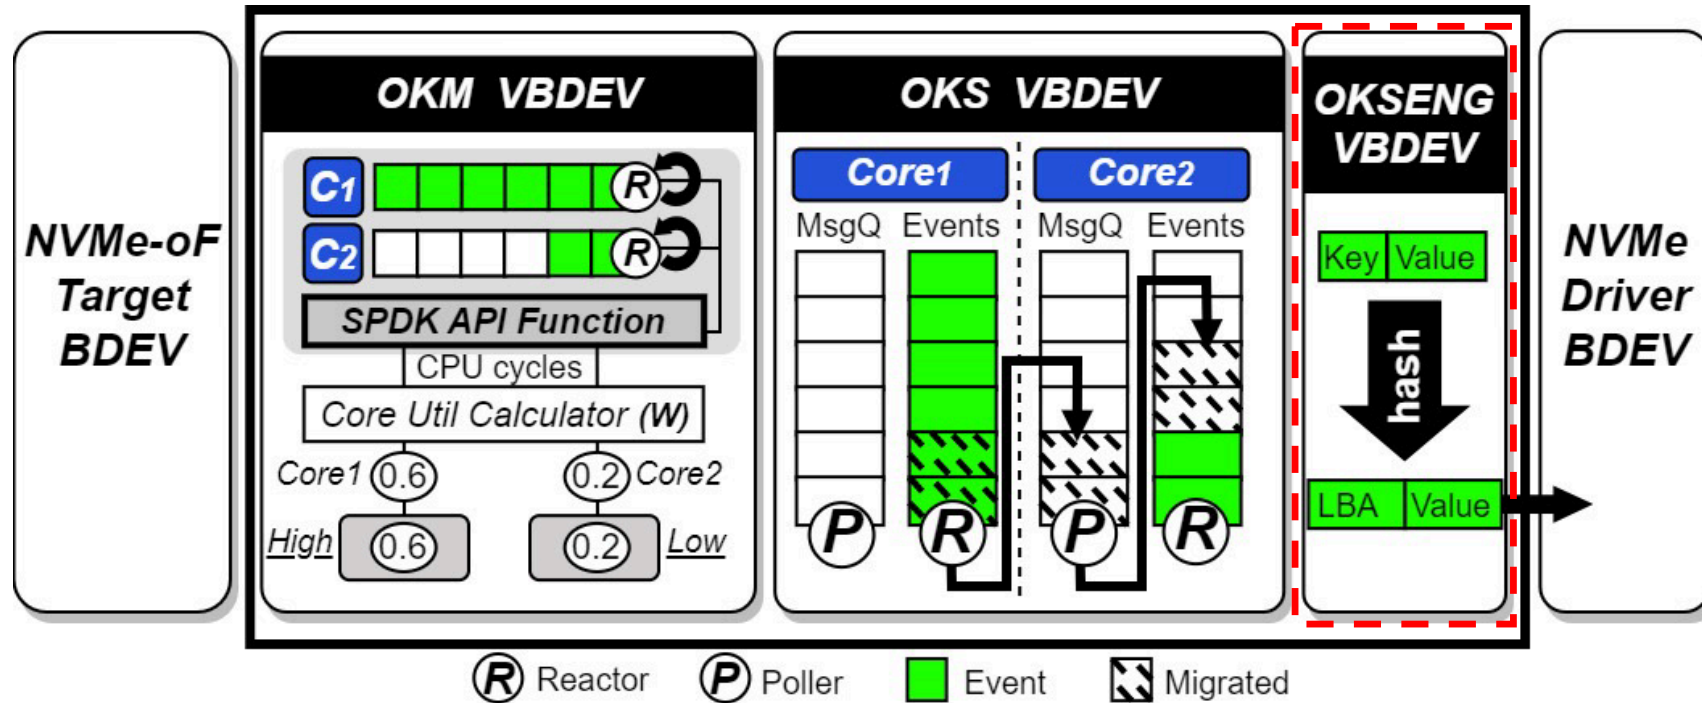 NVMe-oF
Target
BDEV
OKM VBDEV
C1
R
C2
R
SPDK API Function
CPU cycles
Core Util Calculator (W)
Core1 0.6 0.2 Core2
High 0.6 0.2 Low
OKS VBDEV
Core1 Core2
MsgQ Events MsgQ Events
P R P R
OKSENG
VBDEV
Key Value
hash
LBA Value
NVMe
Driver
BDEV
R Reactor P Poller Event Migrated